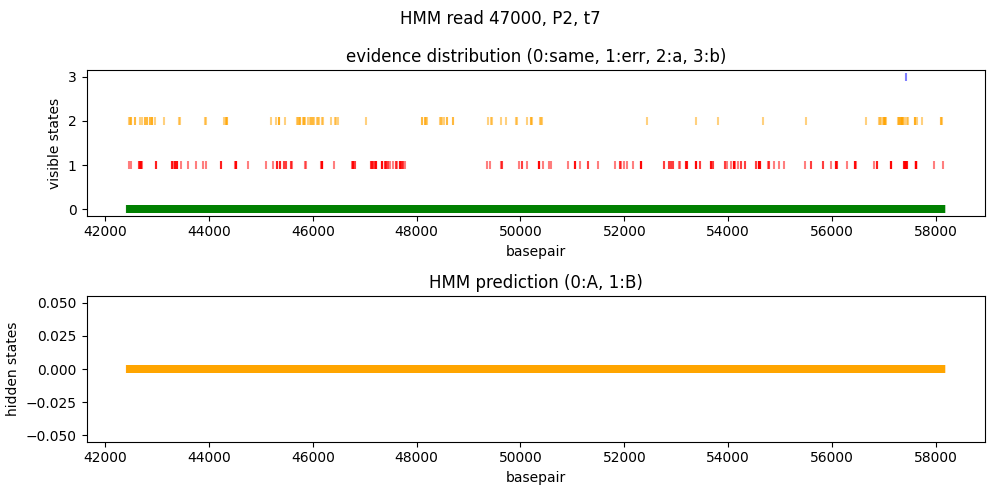 HMM read 47000, P2, t7
evidence distribution (0:same, 1:err, 2:a, 3:b)
visible states
3
2
1
0
42000 44000 46000 48000 50000 52000 54000 56000 58000
basepair
HMM prediction (0:A, 1:B)
hidden states
0.050
0.025
0.000
−0.025
−0.050
42000 44000 46000 48000 50000 52000 54000 56000 58000
basepair